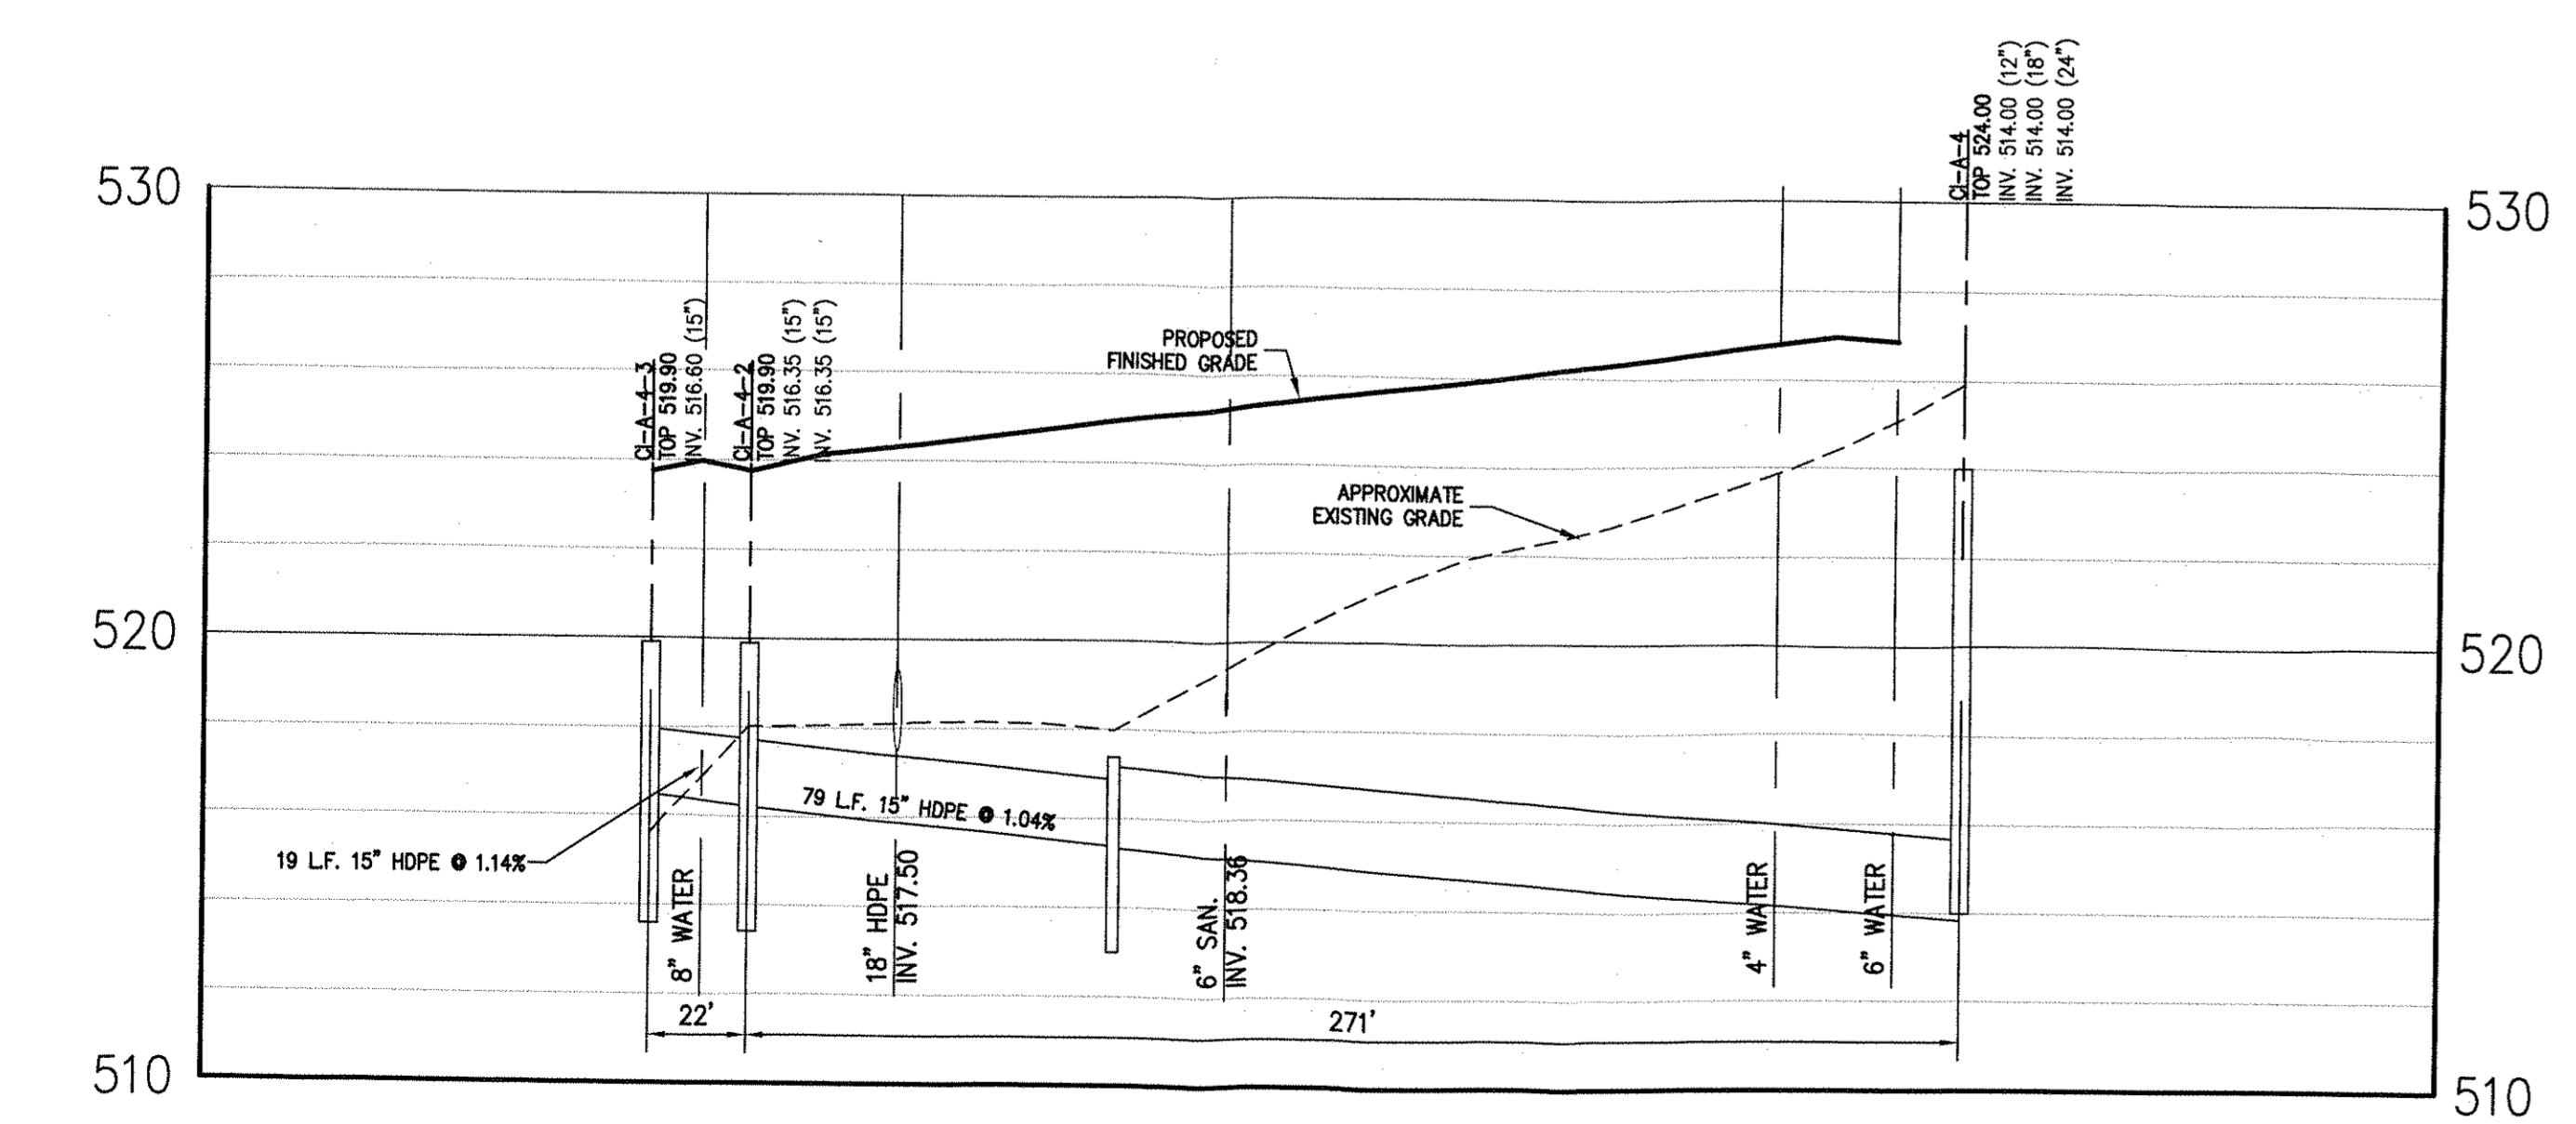 CI-A-4
TOP 524.00
INV. 514.00 (12")
INV. 514.00 (18")
INV. 514.00 (24")
530
530
CI-A-4-3
TOP 519.90
INV. 516.60 (15")
CI-A-4-2
TOP 519.90
INV. 516.35 (15")
INV. 516.35 (15")
PROPOSED
FINISHED GRADE
APPROXIMATE
EXISTING GRADE
520
520
79 L.F. 15" HDPE @ 1.04%
19 L.F. 15" HDPE @ 1.14%
8" WATER
18" HDPE
INV. 517.50
6" SAN.
INV. 518.36
4" WATER
6" WATER
22'
271'
510
510